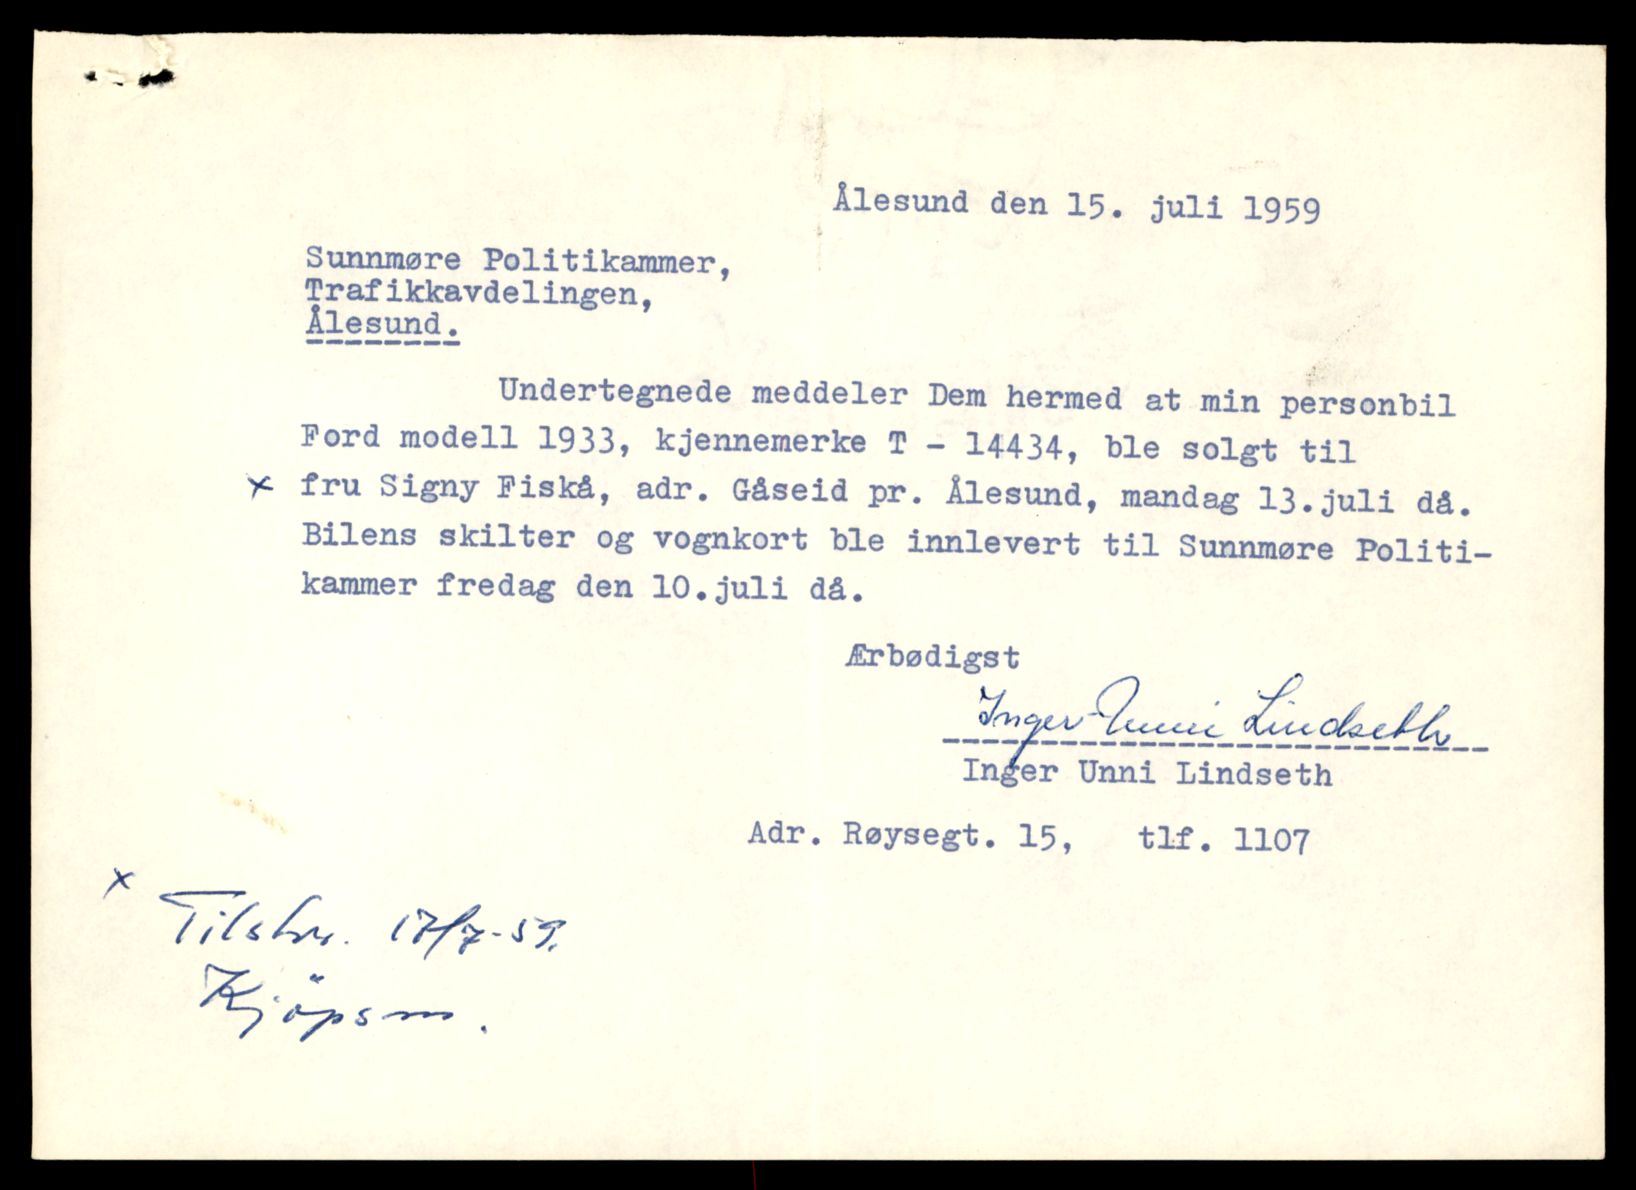 Ålesund den 15. juli 1959
Sunnmøre Politikammer,
Trafikkavdelingen,
Ålesund.
Undertegnede meddeler Dem hermed at min personbil
Ford modell 1933, kjennemerke T - 14434, ble solgt til
x fru Signy Fiskå, adr. Gåseid pr. Ålesund, mandag 13.juli då.
Bilens skilter og vognkort ble innlevert til Sunnmøre Politi-
kammer fredag den 10.juli då.
Ærbødigst
Inger-Unni Lindseth
Inger Unni Lindseth
Adr. Røysegt. 15, tlf. 1107
x
Tilskr. 17/7-59.
Kjöpsm.